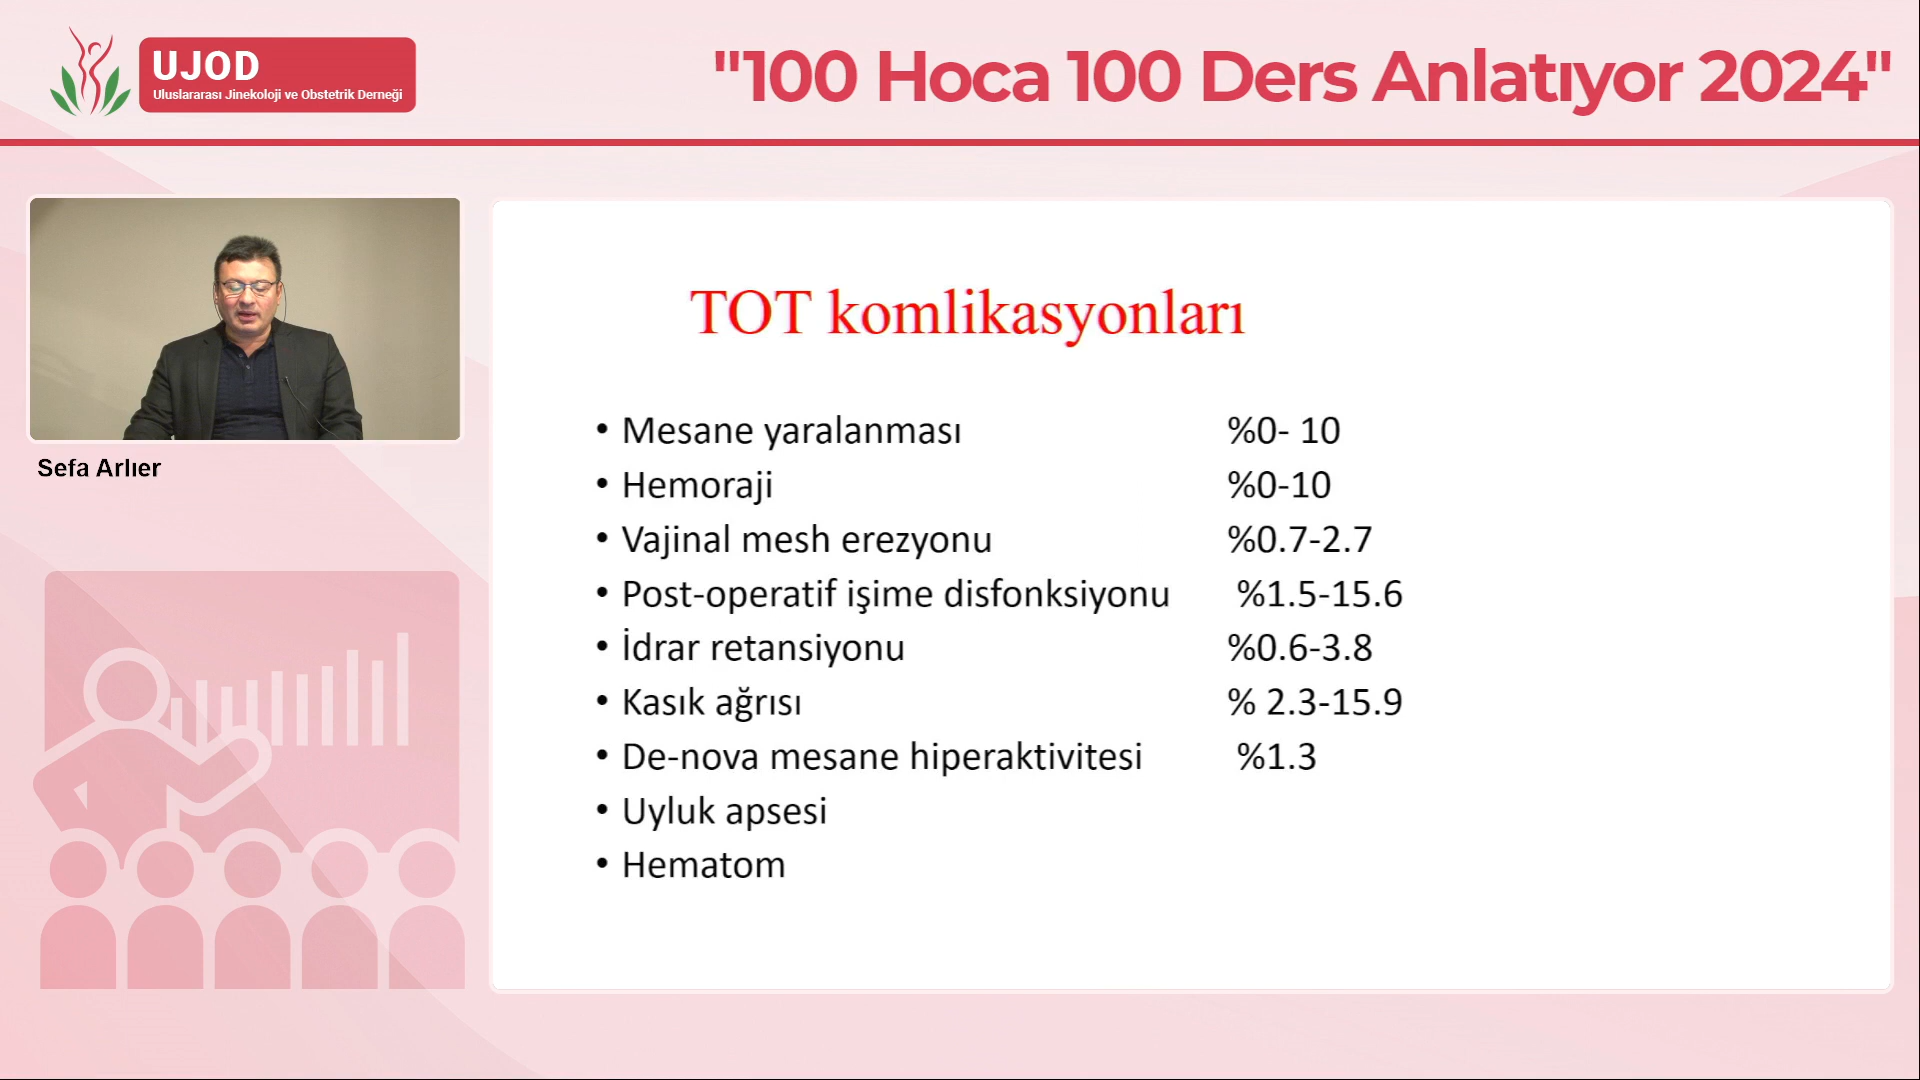 UJOD
Uluslararası Jinekoloji ve Obstetrik Derneği
"100 Hoca 100 Ders Anlatıyor 2024"
Sefa Arlıer
TOT komlikasyonları
• Mesane yaralanması %0- 10
• Hemoraji %0-10
• Vajinal mesh erezyonu %0.7-2.7
• Post-operatif işime disfonksiyonu %1.5-15.6
• İdrar retansiyonu %0.6-3.8
• Kasık ağrısı % 2.3-15.9
• De-nova mesane hiperaktivitesi %1.3
• Uyluk apsesi
• Hematom